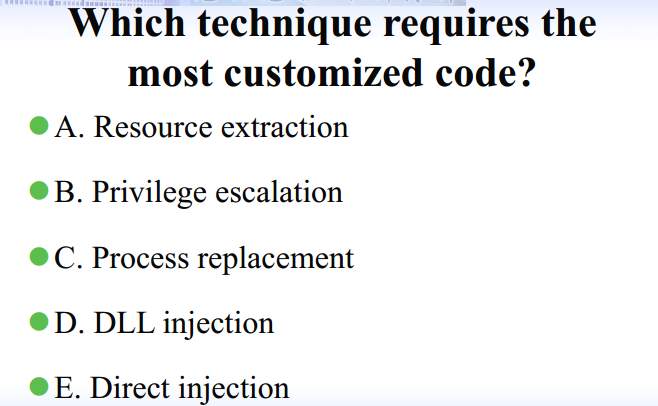 Which technique requires the
most customized code?
A. Resource extraction
B. Privilege escalation
C. Process replacement
D. DLL injection
E. Direct injection